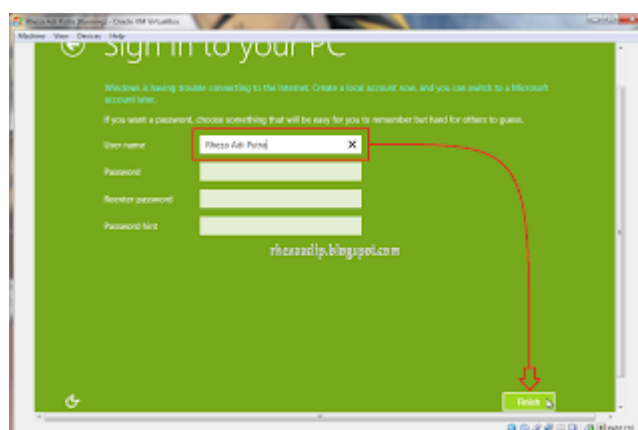 Rheza Adi Putra [Running] - Oracle VM VirtualBox
Machine View Devices Help
Sign in to your PC
Windows is having trouble connecting to the Internet. Create a local account now, and you can switch to a Microsoft
account later.
If you want a password, choose something that will be easy for you to remember but hard for others to guess.
User name
Rheza Adi Putra
Password
Reenter password
Password hint
rhezaadip.blogspot.com
Finish